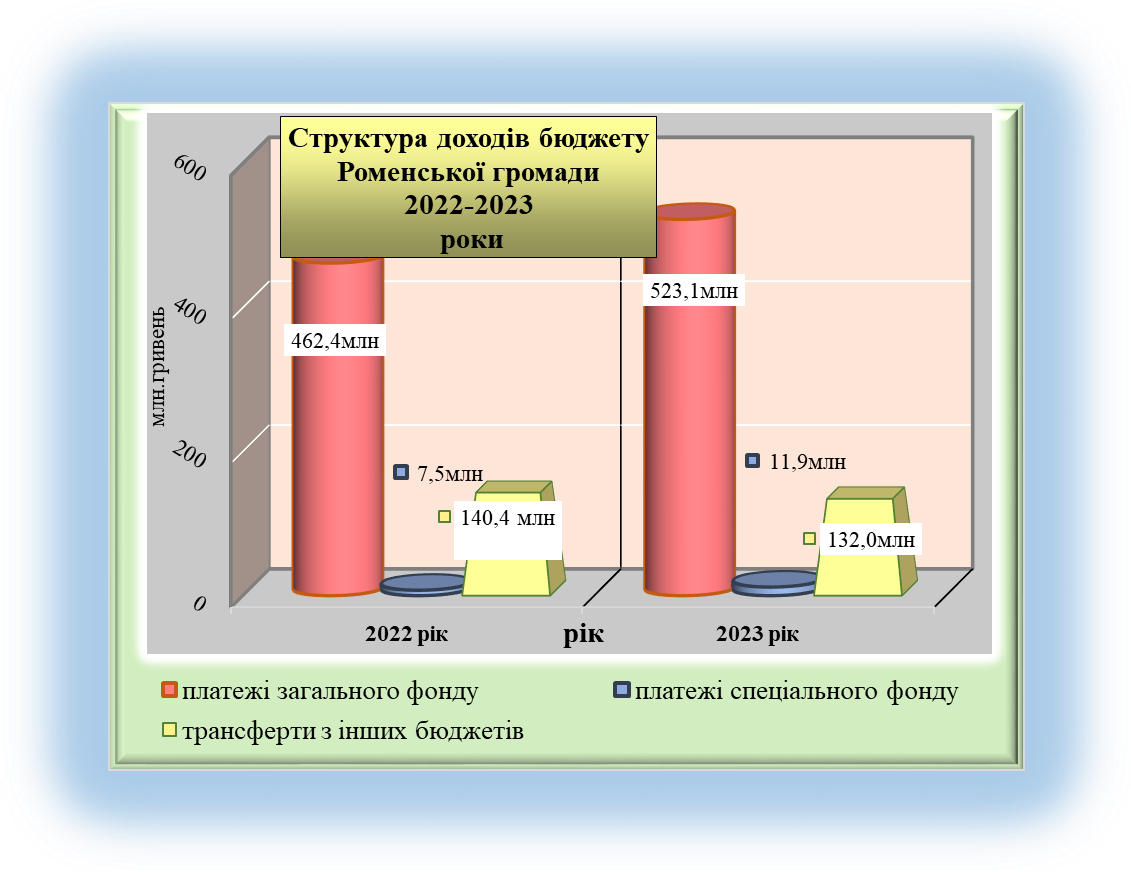 Структура доходів бюджету
Роменської громади
2022-2023
роки
600
400
200
0
млн.гривень
462,4млн
7,5млн
140,4 млн
523,1млн
11,9млн
132,0млн
2022 рік
рік
2023 рік
платежі загального фонду
платежі спеціального фонду
трансферти з інших бюджетів